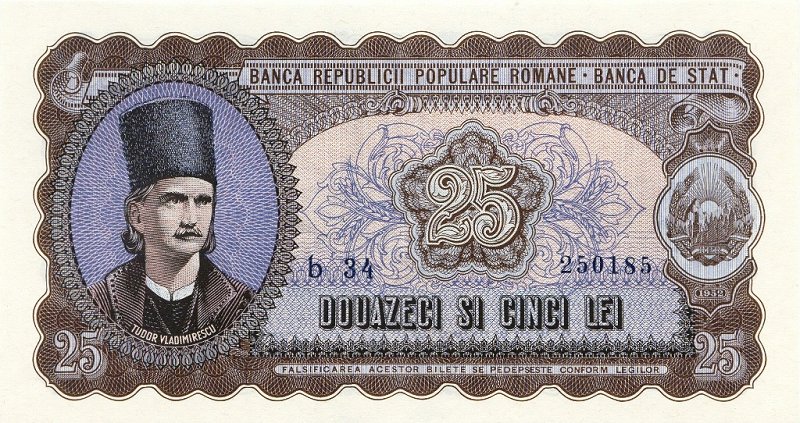 BANCA REPUBLICII POPULARE ROMANE · BANCA DE STAT ·
25
b 34
250185
DOUAZECI SI CINCI LEI
TUDOR VLADIMIRESCU
1952
25
25
FALSIFICAREA ACESTOR BILETE SE PEDEPSESTE CONFORM LEGILOR